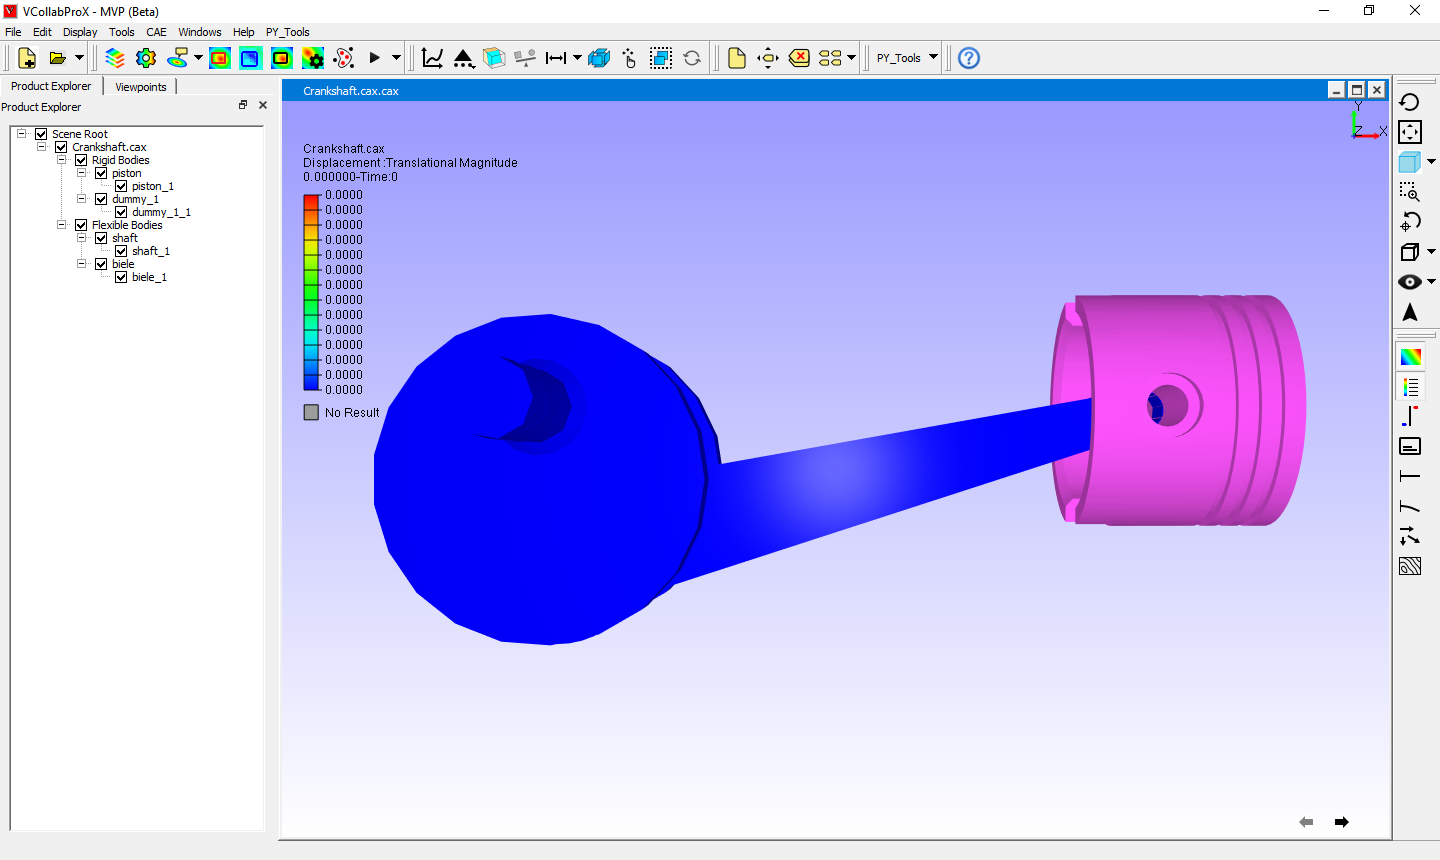 VCollabProX - MVP (Beta)
File Edit Display Tools CAE Windows Help PY_Tools
PY_Tools
Product Explorer Viewpoints
Product Explorer
Scene Root
Crankshaft.cax
Rigid Bodies
piston
piston_1
dummy_1
dummy_1_1
Flexible Bodies
shaft
shaft_1
biele
biele_1
Crankshaft.cax.cax
Y
Z X
Crankshaft.cax
Displacement :Translational Magnitude
0.000000-Time:0
0.0000
0.0000
0.0000
0.0000
0.0000
0.0000
0.0000
0.0000
0.0000
0.0000
0.0000
0.0000
0.0000
0.0000
No Result